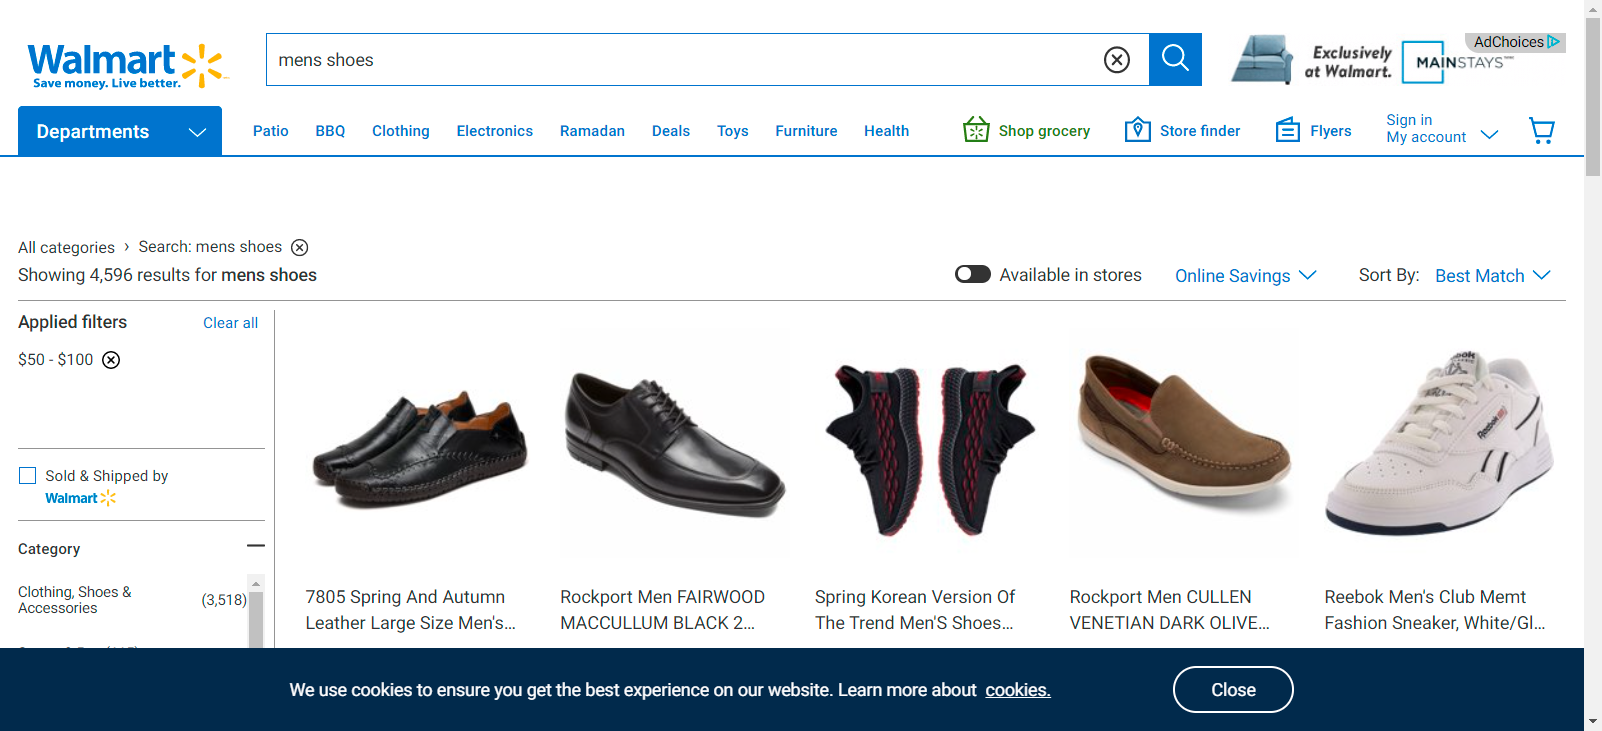 Walmart
Save money. Live better.
mens shoes
Exclusively
at Walmart.
MAINSTAYS
AdChoices
Departments
Patio
BBQ
Clothing
Electronics
Ramadan
Deals
Toys
Furniture
Health
Shop grocery
Store finder
Flyers
Sign in
My account
All categories › Search: mens shoes
Showing 4,596 results for mens shoes
Available in stores
Online Savings
Sort By: Best Match
Applied filters
Clear all
$50 - $100
Sold & Shipped by
Walmart
Category
Clothing, Shoes &
Accessories
(3,518)
Reebok
7805 Spring And Autumn
Leather Large Size Men's...
Rockport Men FAIRWOOD
MACCULLUM BLACK 2...
Spring Korean Version Of
The Trend Men'S Shoes...
Rockport Men CULLEN
VENETIAN DARK OLIVE...
Reebok Men's Club Memt
Fashion Sneaker, White/Gl...
We use cookies to ensure you get the best experience on our website. Learn more about cookies.
Close